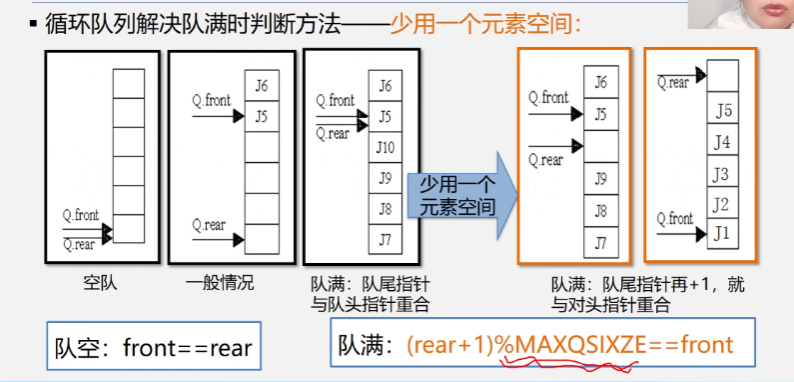 ▪ 循环队列解决队满时判断方法——少用一个元素空间：
Q.front
Q.rear
空队
Q.front
J6
J5
Q.rear
一般情况
Q.front
Q.rear
J6
J5
J10
J9
J8
J7
队满：队尾指针
与队头指针重合
少用一个
元素空间
Q.front
Q.rear
J6
J5
J9
J8
J7
Q.rear
Q.front
J5
J4
J3
J2
J1
队满：队尾指针再+1，就
与对头指针重合
队空：front==rear
队满：(rear+1)%MAXQSIXZE==front